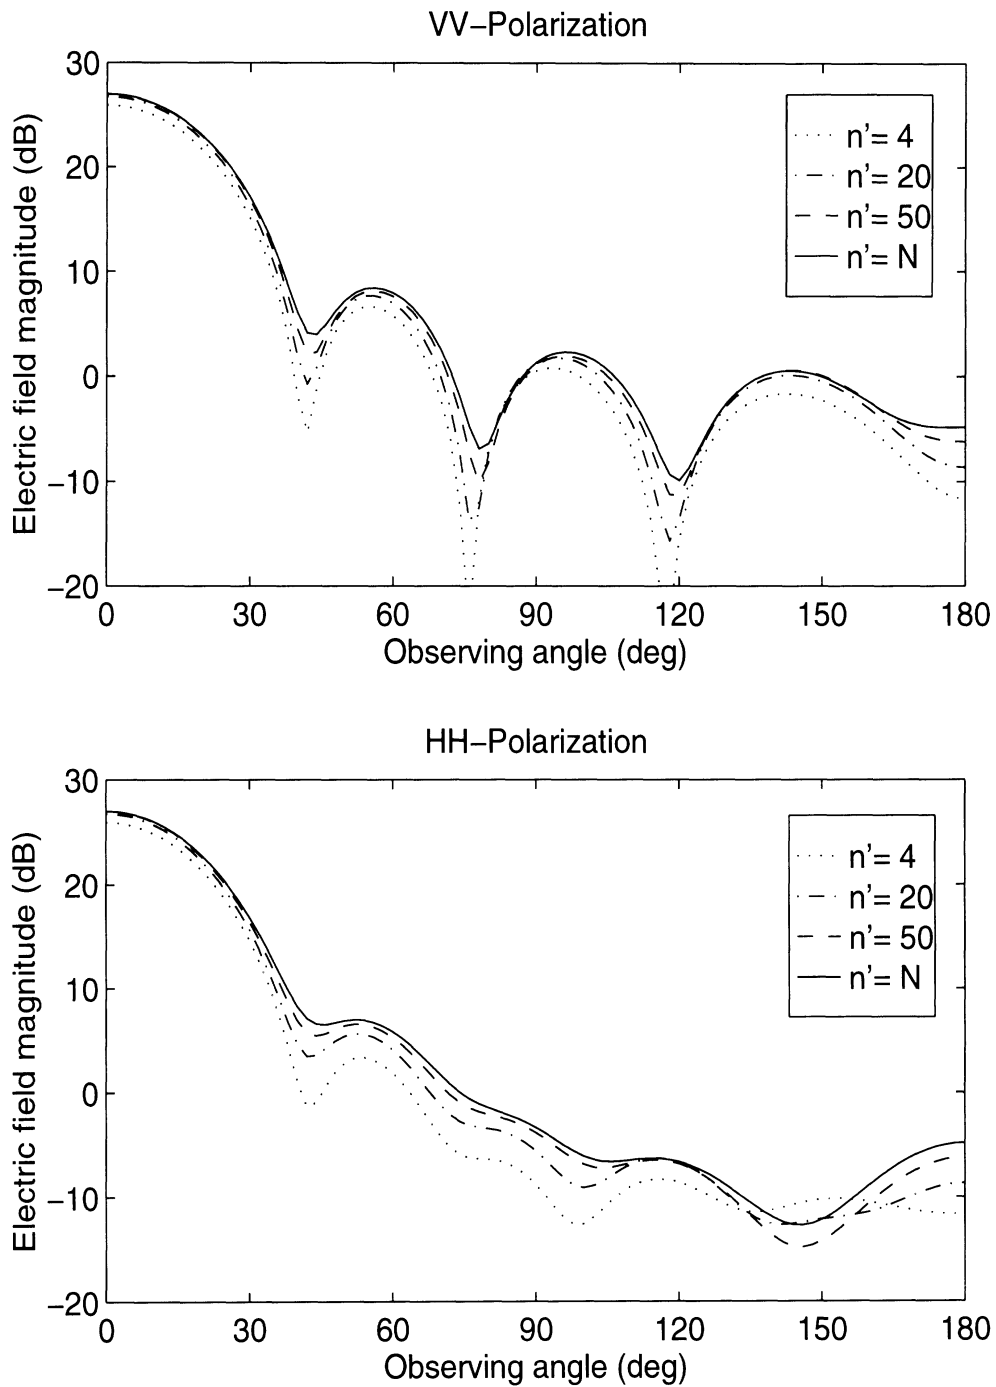 VV–Polarization
Electric field magnitude (dB)
30
20
10
0
−10
−20
n'= 4
n'= 20
n'= 50
n'= N
0 30 60 90 120 150 180
Observing angle (deg)
HH–Polarization
Electric field magnitude (dB)
30
20
10
0
−10
−20
n'= 4
n'= 20
n'= 50
n'= N
0 30 60 90 120 150 180
Observing angle (deg)